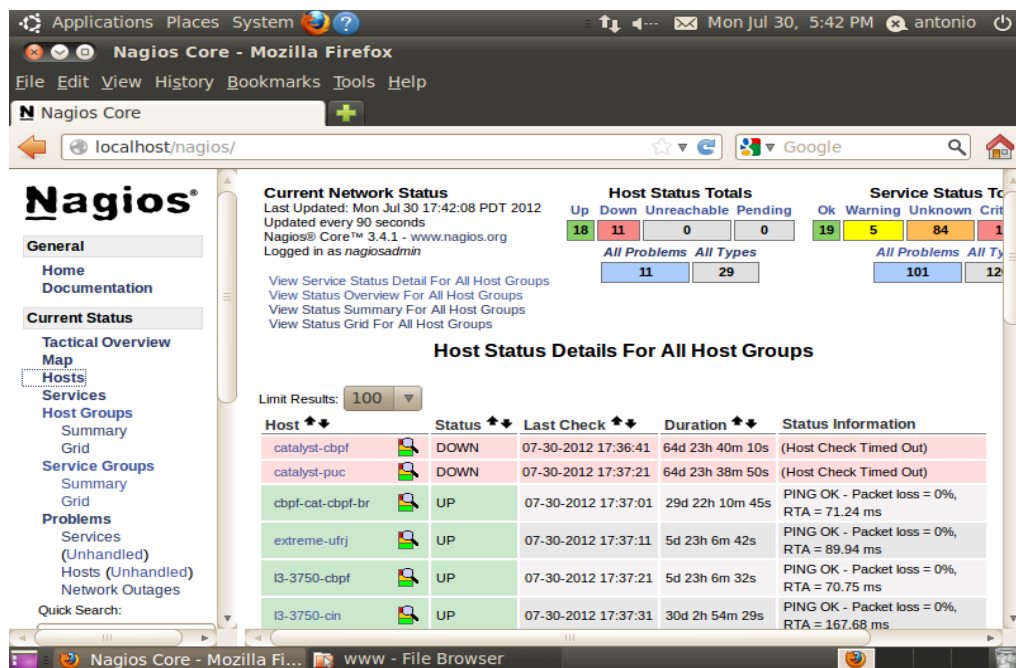 Applications Places System
Mon Jul 30, 5:42 PM antonio
Nagios Core - Mozilla Firefox
File Edit View History Bookmarks Tools Help
N Nagios Core
localhost/nagios/
Google
Nagios®
General
Home
Documentation
Current Status
Tactical Overview
Map
Hosts
Services
Host Groups
Summary
Grid
Service Groups
Summary
Grid
Problems
Services
(Unhandled)
Hosts (Unhandled)
Network Outages
Quick Search:
Current Network Status
Last Updated: Mon Jul 30 17:42:08 PDT 2012
Updated every 90 seconds
Nagios® Core™ 3.4.1 - www.nagios.org
Logged in as nagiosadmin
View Service Status Detail For All Host Groups
View Status Overview For All Host Groups
View Status Summary For All Host Groups
View Status Grid For All Host Groups
Host Status Totals
Up Down Unreachable Pending
18 11 0 0
All Problems All Types
11 29
Service Status
Ok Warning Unknown
19 5 84
All Problems All
101
Host Status Details For All Host Groups
Limit Results: 100
Host Status Last Check Duration Status Information
catalyst-cbpf DOWN 07-30-2012 17:36:41 64d 23h 40m 10s (Host Check Timed Out)
catalyst-puc DOWN 07-30-2012 17:37:21 64d 23h 38m 50s (Host Check Timed Out)
cbpf-cat-cbpf-br UP 07-30-2012 17:37:01 29d 22h 10m 45s PING OK - Packet loss = 0%,
RTA = 71.24 ms
extreme-ufrj UP 07-30-2012 17:37:11 5d 23h 6m 42s PING OK - Packet loss = 0%,
RTA = 89.94 ms
l3-3750-cbpf UP 07-30-2012 17:37:21 5d 23h 6m 32s PING OK - Packet loss = 0%,
RTA = 70.75 ms
l3-3750-cin UP 07-30-2012 17:37:31 30d 2h 54m 29s PING OK - Packet loss = 0%,
RTA = 167.68 ms
Nagios Core - Mozilla Fi...
www - File Browser